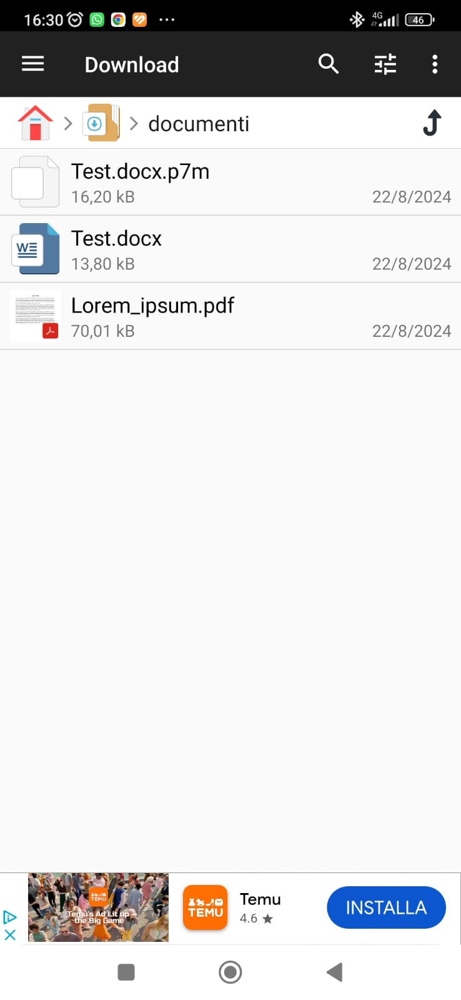 16:30
4G
46
Download
documenti
Test.docx.p7m
16,20 kB
22/8/2024
Test.docx
13,80 kB
22/8/2024
Lorem_ipsum.pdf
70,01 kB
22/8/2024
TEMU
Temu's Ad Lit up
the Big Game
TEMU
Temu
4.6 ★
INSTALLA